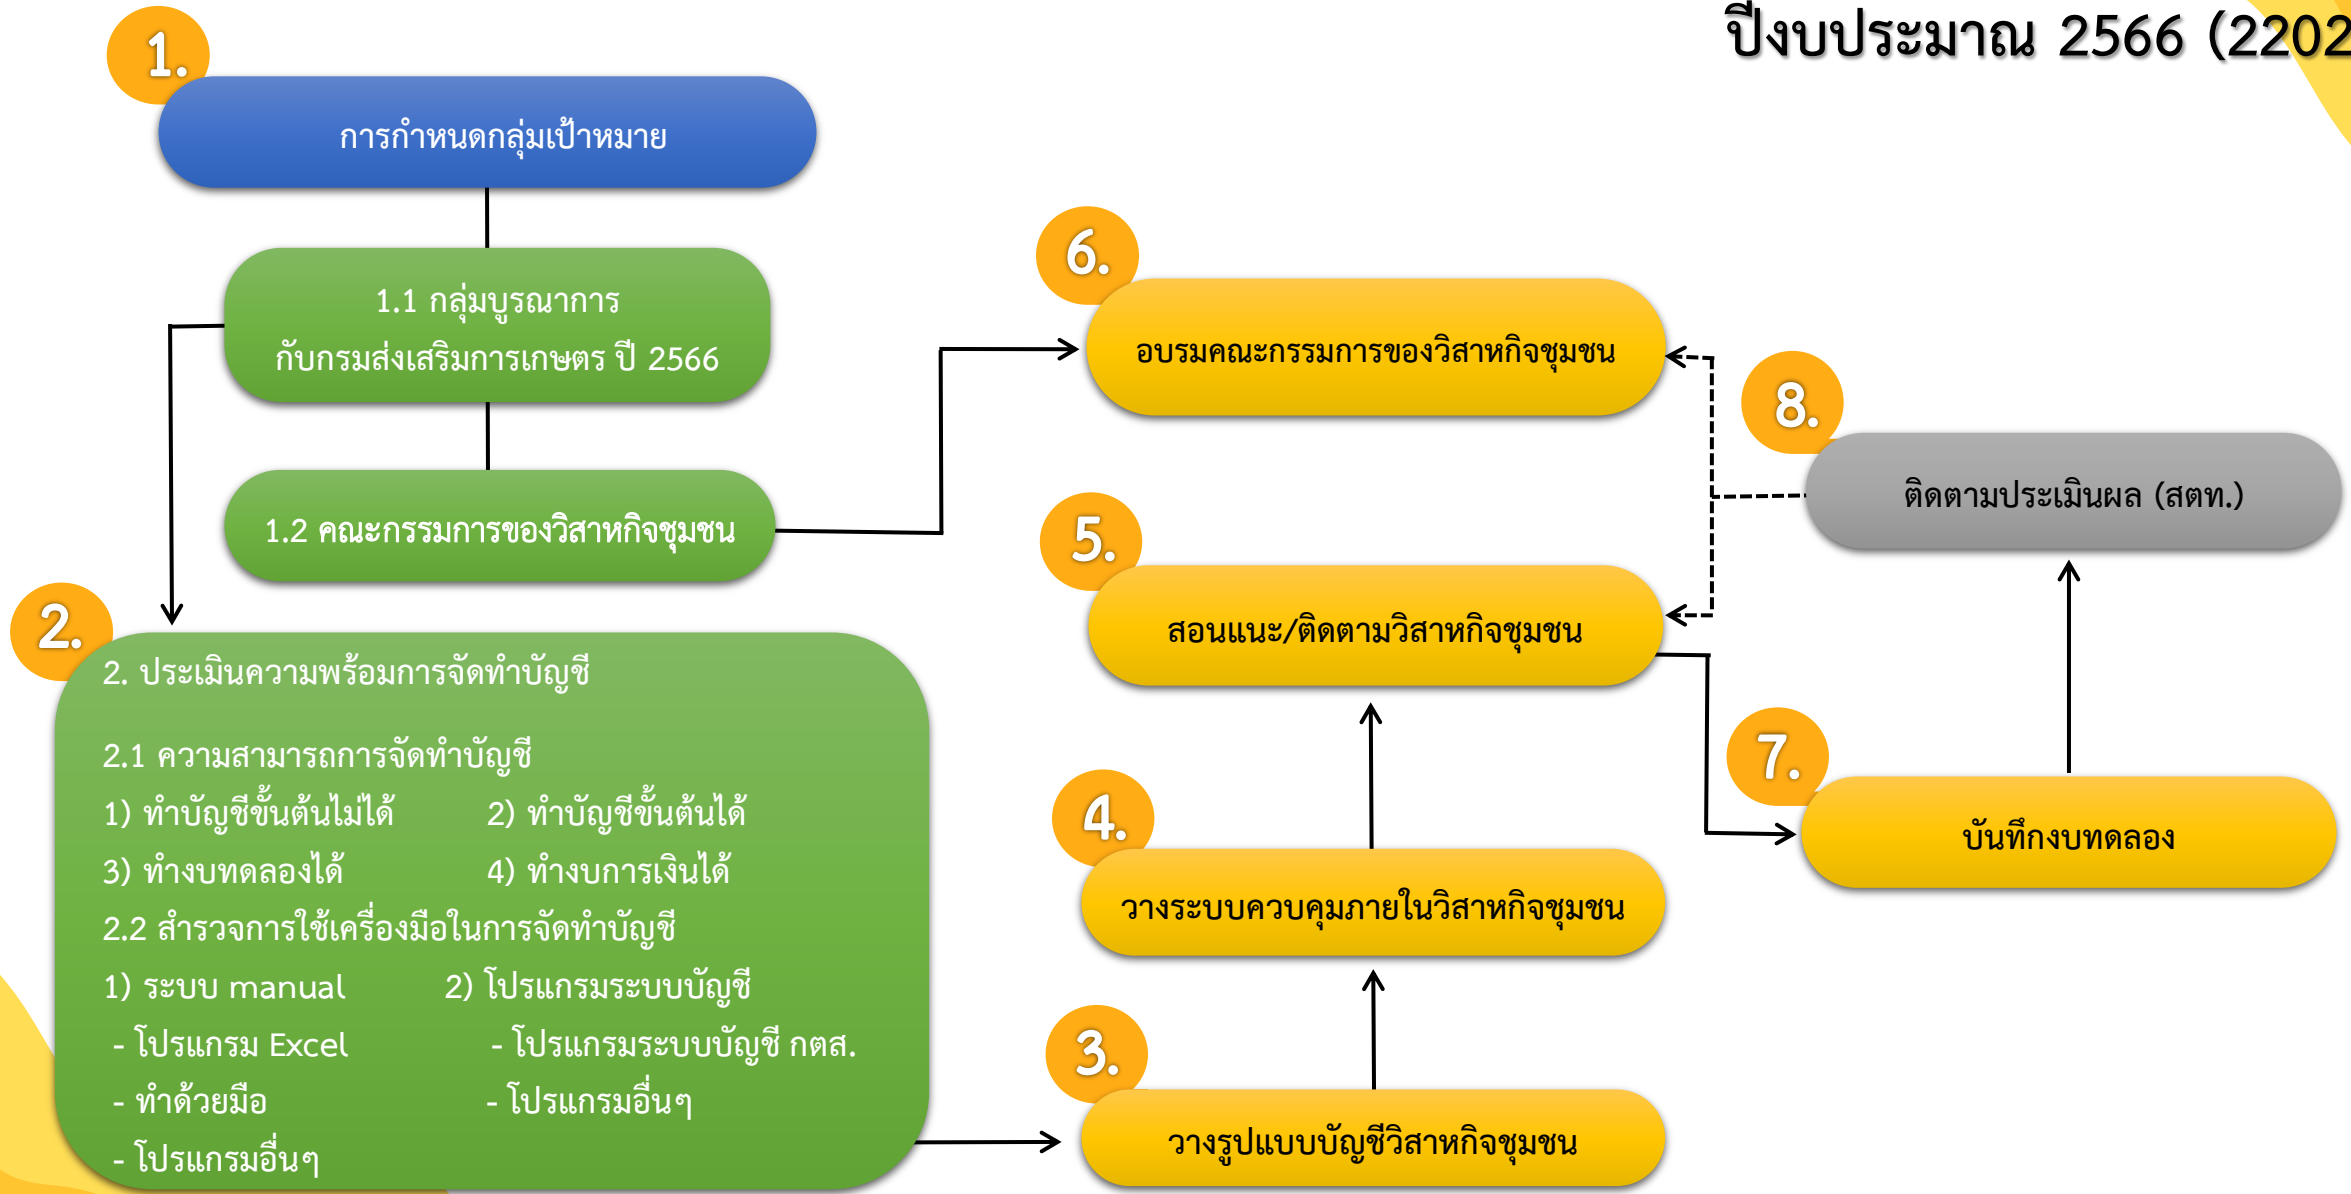 ปีงบประมาณ 2566 (2202
1.
การกำหนดกลุ่มเป้าหมาย
1.1 กลุ่มบูรณาการ
กับกรมส่งเสริมการเกษตร ปี 2566
1.2 คณะกรรมการของวิสาหกิจชุมชน
2.
2. ประเมินความพร้อมการจัดทำบัญชี
2.1 ความสามารถการจัดทำบัญชี
1) ทำบัญชีขั้นต้นไม่ได้ 2) ทำบัญชีขั้นต้นได้
3) ทำงบทดลองได้ 4) ทำงบการเงินได้
2.2 สำรวจการใช้เครื่องมือในการจัดทำบัญชี
1) ระบบ manual 2) โปรแกรมระบบบัญชี
- โปรแกรม Excel - โปรแกรมระบบบัญชี กตส.
- ทำด้วยมือ - โปรแกรมอื่นๆ
- โปรแกรมอื่นๆ
3.
วางรูปแบบบัญชีวิสาหกิจชุมชน
4.
วางระบบควบคุมภายในวิสาหกิจชุมชน
5.
สอนแนะ/ติดตามวิสาหกิจชุมชน
6.
อบรมคณะกรรมการของวิสาหกิจชุมชน
7.
บันทึกงบทดลอง
8.
ติดตามประเมินผล (สตท.)